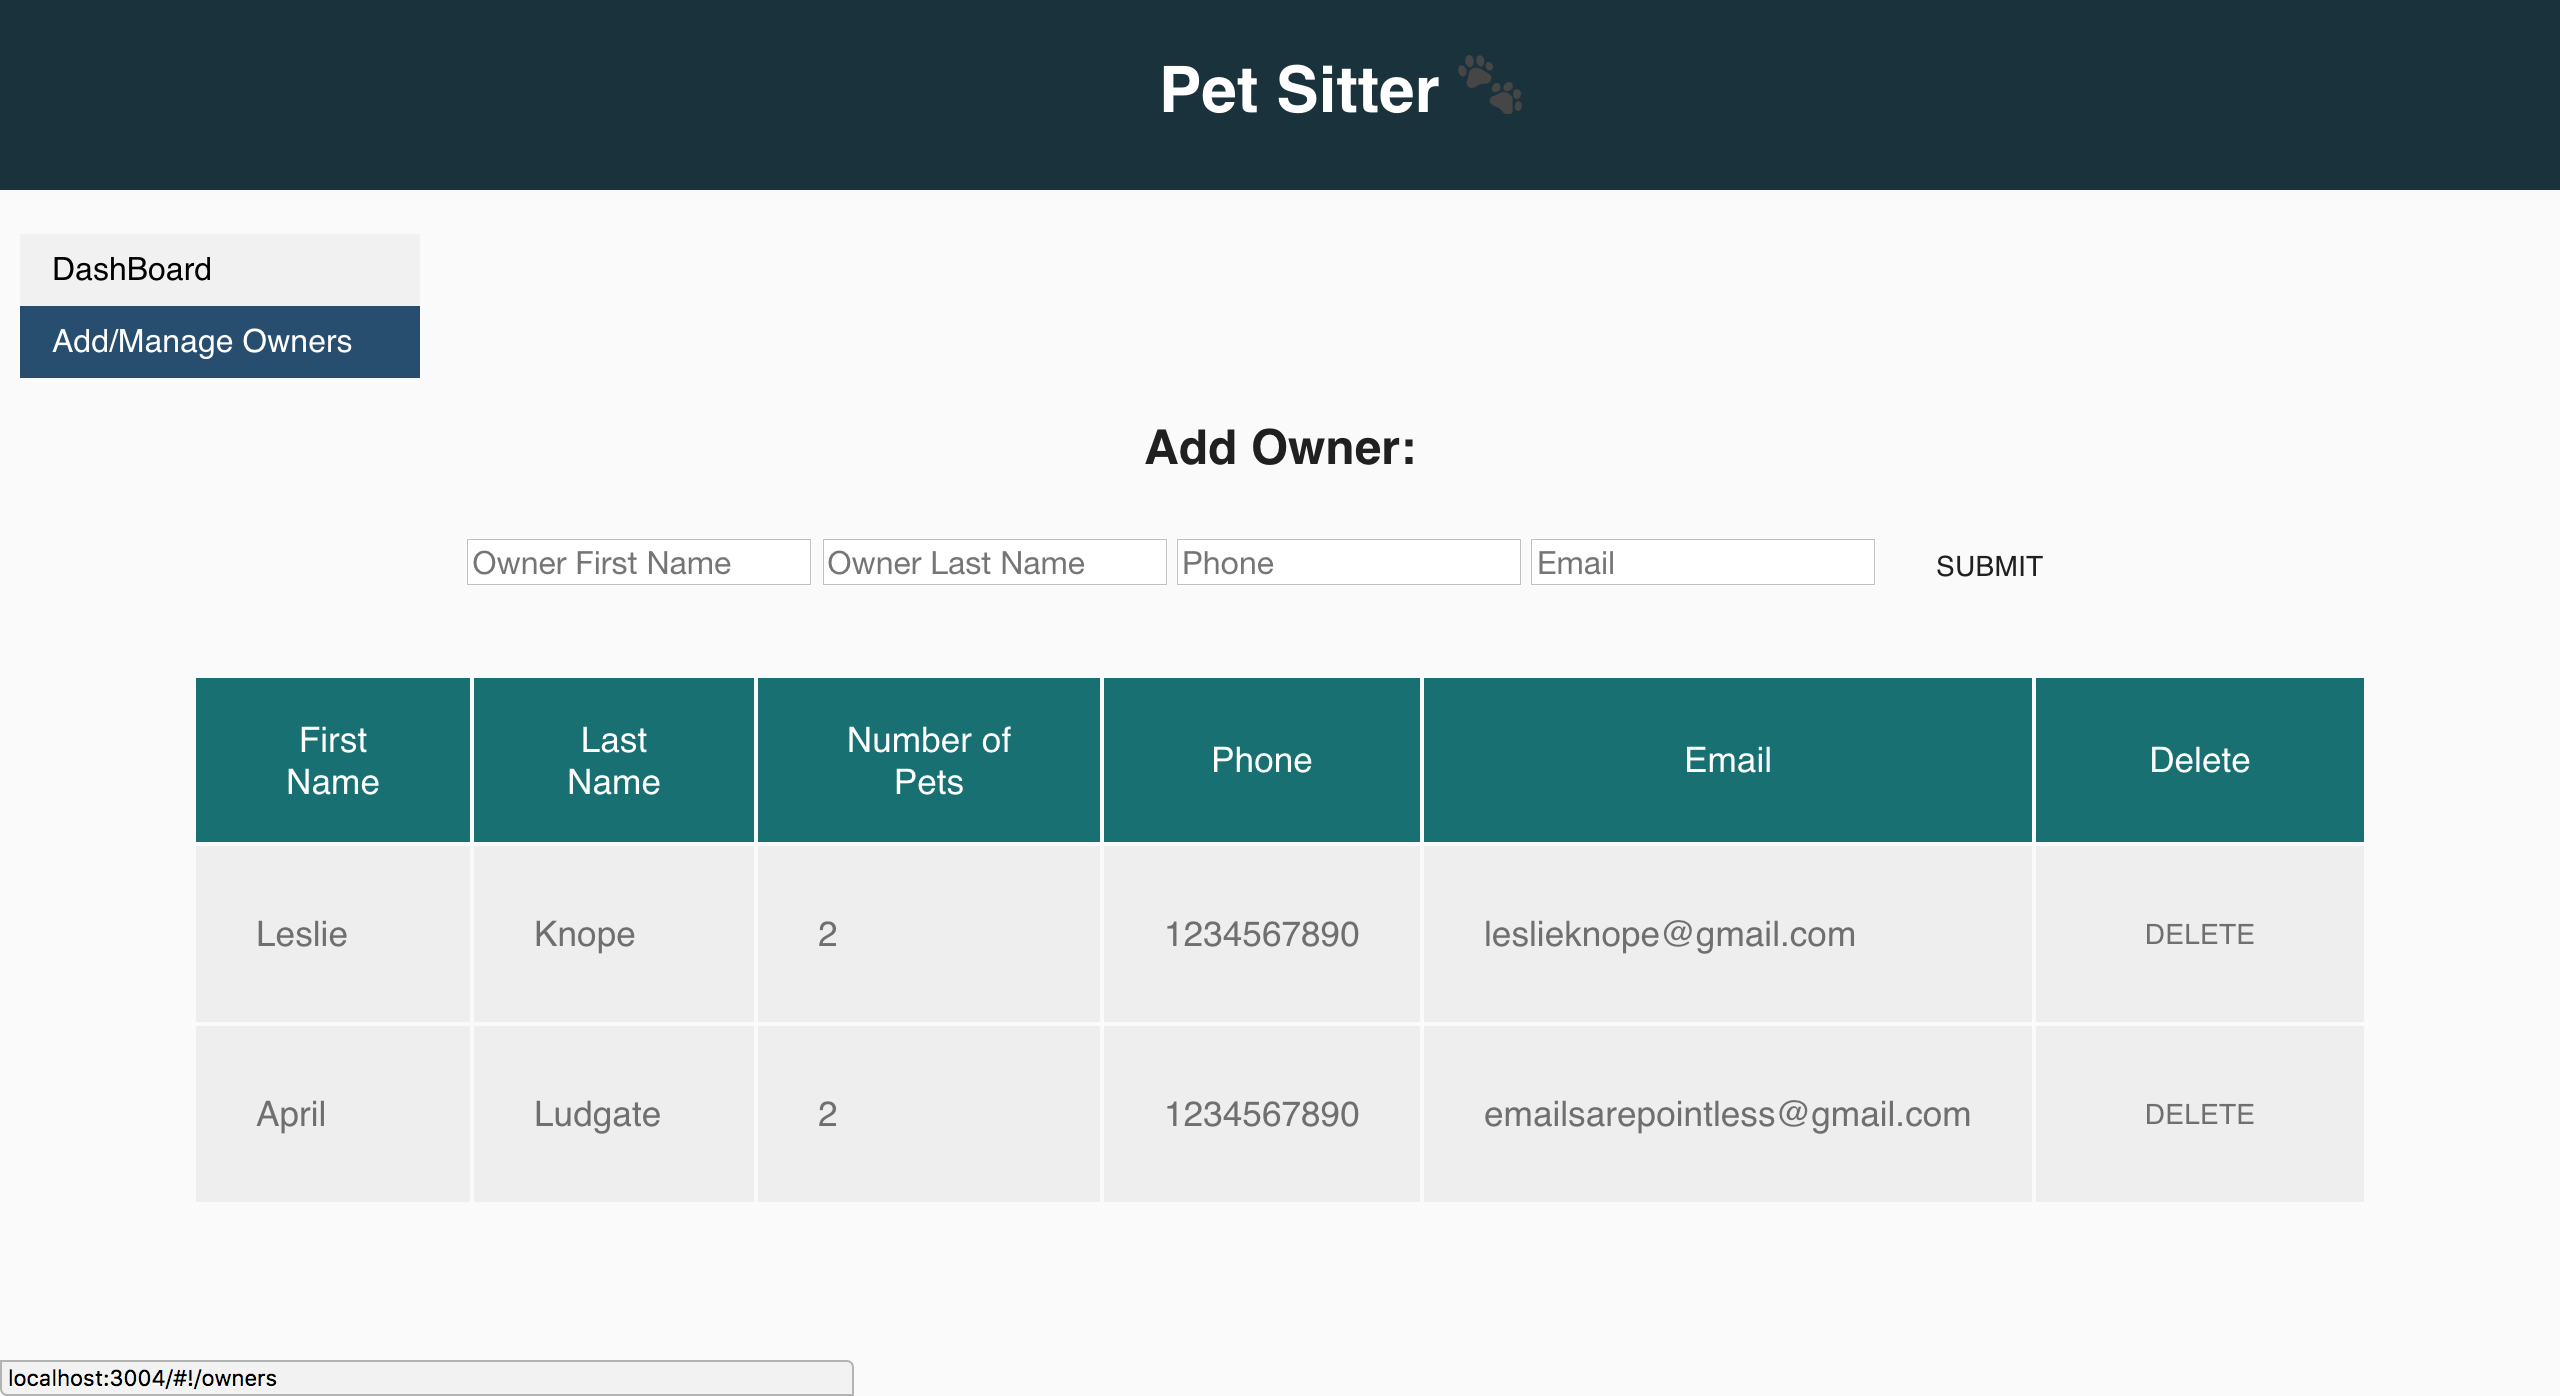 Pet Sitter
DashBoard
Add/Manage Owners
Add Owner:
Owner First Name Owner Last Name Phone Email SUBMIT
First Name Last Name Number of Pets Phone Email Delete
Leslie Knope 2 1234567890 leslieknope@gmail.com DELETE
April Ludgate 2 1234567890 emailsarepointless@gmail.com DELETE
localhost:3004/#!/owners